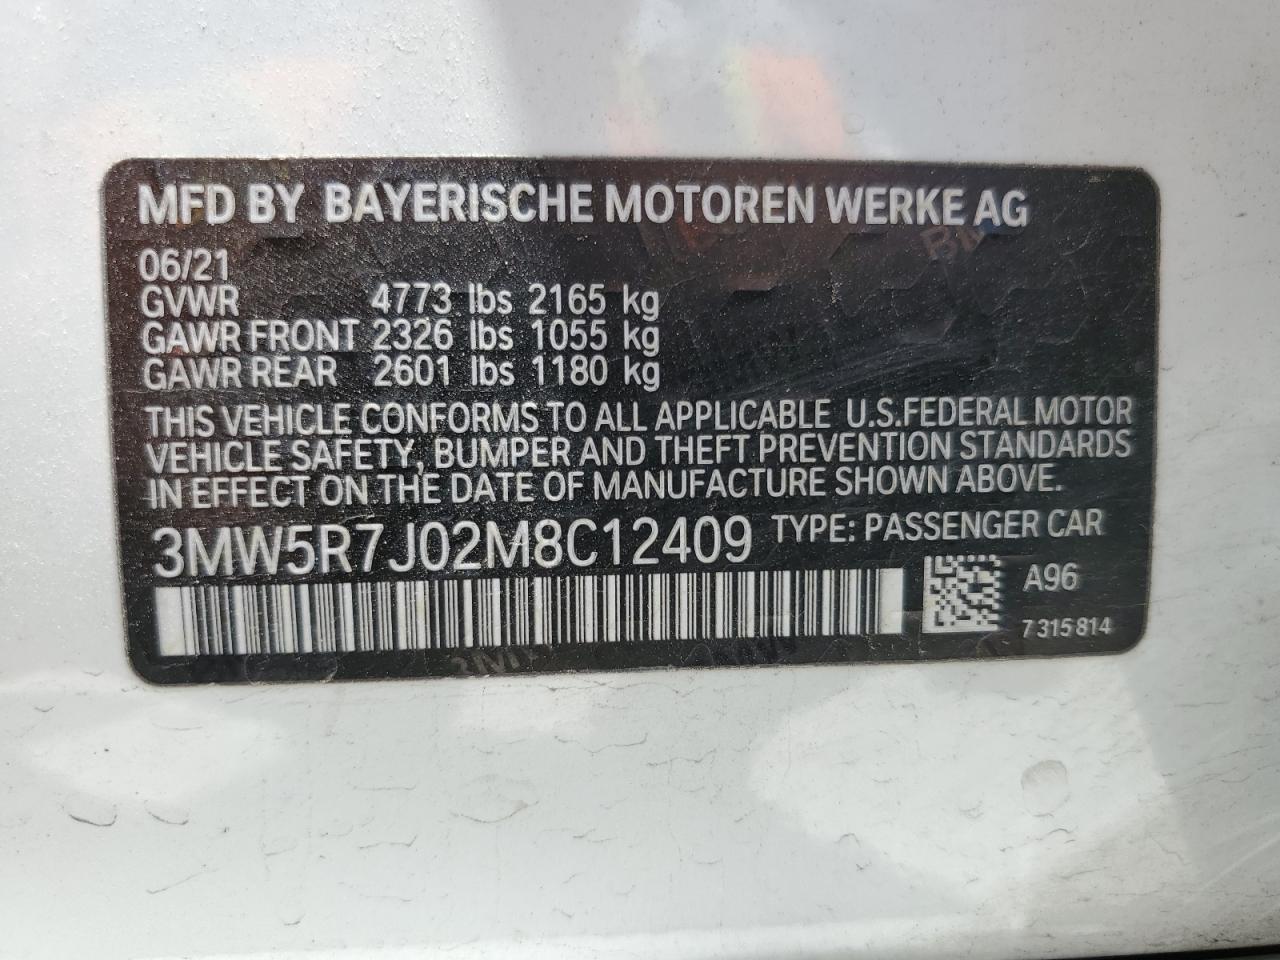 MFD BY BAYERISCHE MOTOREN WERKE AG
06/21
GVWR 4773 lbs 2165 kg
GAWR FRONT 2326 lbs 1055 kg
GAWR REAR 2601 lbs 1180 kg
THIS VEHICLE CONFORMS TO ALL APPLICABLE U.S.FEDERAL MOTOR
VEHICLE SAFETY, BUMPER AND THEFT PREVENTION STANDARDS
IN EFFECT ON THE DATE OF MANUFACTURE SHOWN ABOVE.
3MW5R7J02M8C12409 TYPE: PASSENGER CAR
A96
7 315 814